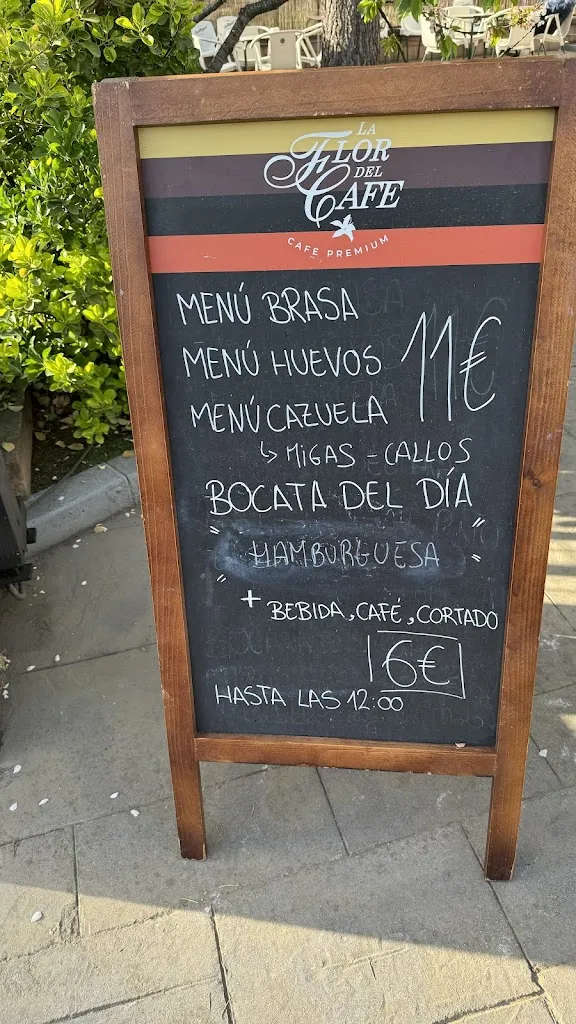 LA
FLOR
DEL
CAFE
CAFE PREMIUM
MENÚ BRASA
MENÚ HUEVOS 11€
MENÚ CAZUELA
↳ MIGAS - CALLOS
BOCATA DEL DÍA
" HAMBURGUESA "
+ BEBIDA, CAFÉ, CORTADO
6€
HASTA LAS 12:00